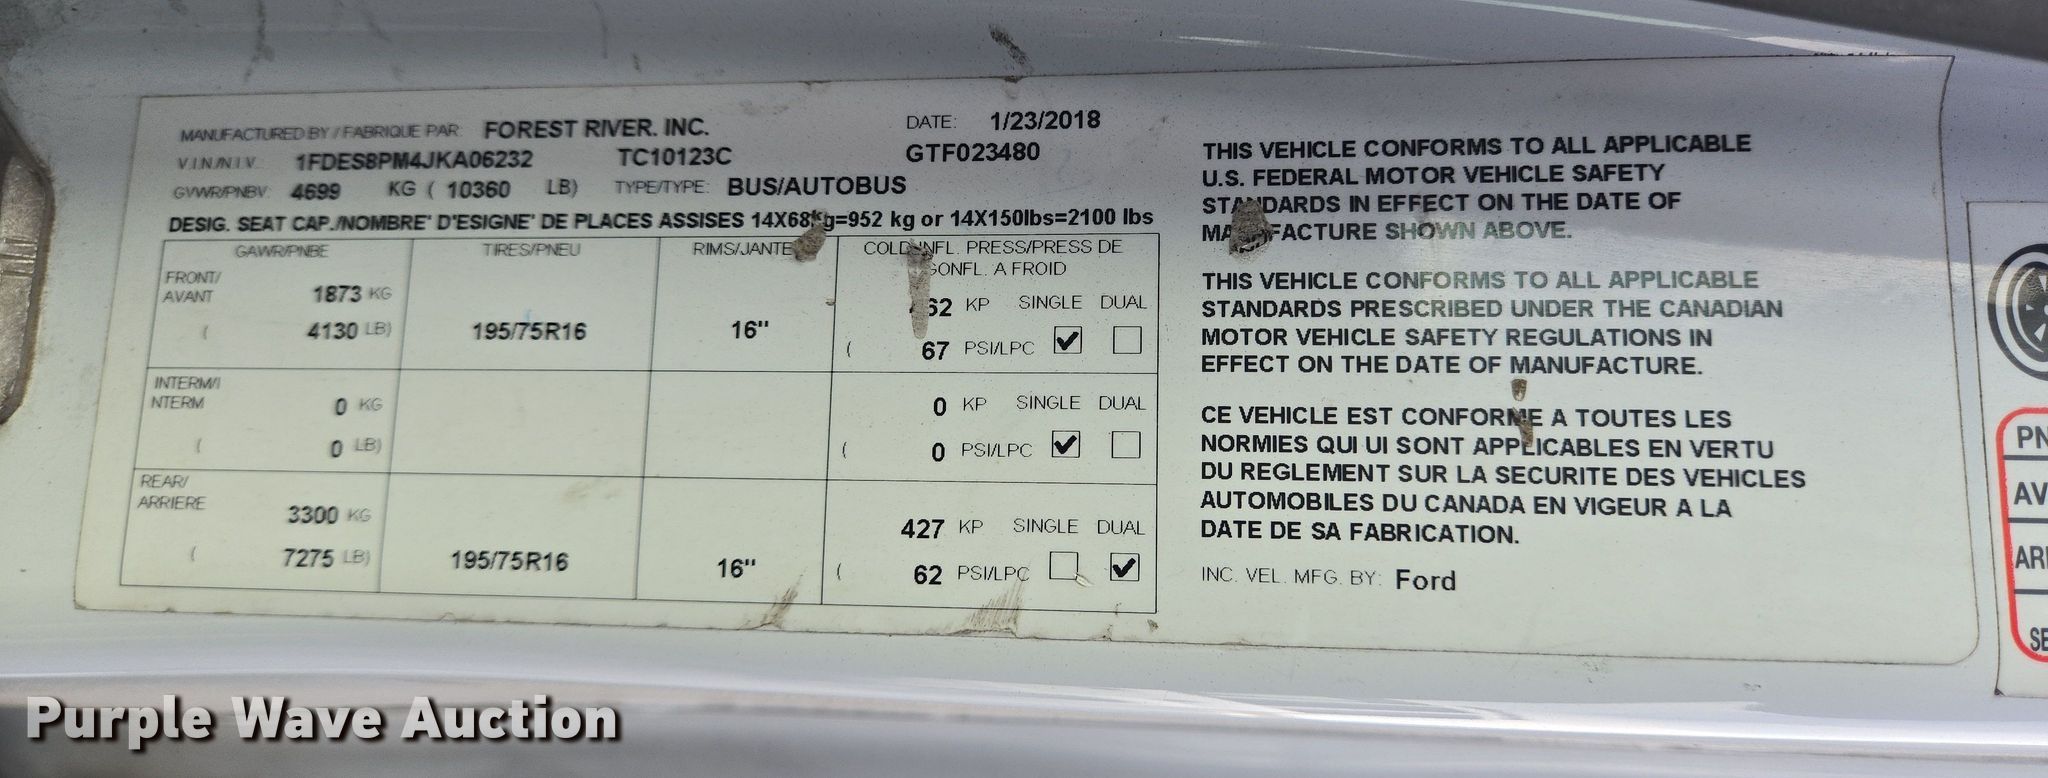 MANUFACTURED BY / FABRIQUE PAR: FOREST RIVER. INC. DATE: 1/23/2018
V.I.N./N.I.V. 1FDES8PM4JKA06232 TC10123C GTF023480
GVWR/PNBV: 4699 KG ( 10360 LB) TYPE/TYPE: BUS/AUTOBUS
DESIG. SEAT CAP./NOMBRE' D'ESIGNE' DE PLACES ASSISES 14X68kg=952 kg or 14X150lbs=2100 lbs
GAWR/PNBE TIRES/PNEU RIMS/JANTE COLD INFL. PRESS/PRESS DE
GONFL. A FROID
FRONT/
AVANT 1873 KG 62 KP SINGLE DUAL
( 4130 LB) 195/75R16 16" ( 67 PSI/LPC
INTERM/I
NTERM 0 KG 0 KP SINGLE DUAL
( 0 LB) ( 0 PSI/LPC
REAR/
ARRIERE 3300 KG 427 KP SINGLE DUAL
( 7275 LB) 195/75R16 16" ( 62 PSI/LPC
THIS VEHICLE CONFORMS TO ALL APPLICABLE
U.S. FEDERAL MOTOR VEHICLE SAFETY
STANDARDS IN EFFECT ON THE DATE OF
MANUFACTURE SHOWN ABOVE.
THIS VEHICLE CONFORMS TO ALL APPLICABLE
STANDARDS PRESCRIBED UNDER THE CANADIAN
MOTOR VEHICLE SAFETY REGULATIONS IN
EFFECT ON THE DATE OF MANUFACTURE.
CE VEHICLE EST CONFORME A TOUTES LES
NORMIES QUI UI SONT APPLICABLES EN VERTU
DU REGLEMENT SUR LA SECURITE DES VEHICLES
AUTOMOBILES DU CANADA EN VIGEUR A LA
DATE DE SA FABRICATION.
INC. VEL. MFG. BY: Ford
PN
AV
AR
SE
Purple Wave Auction